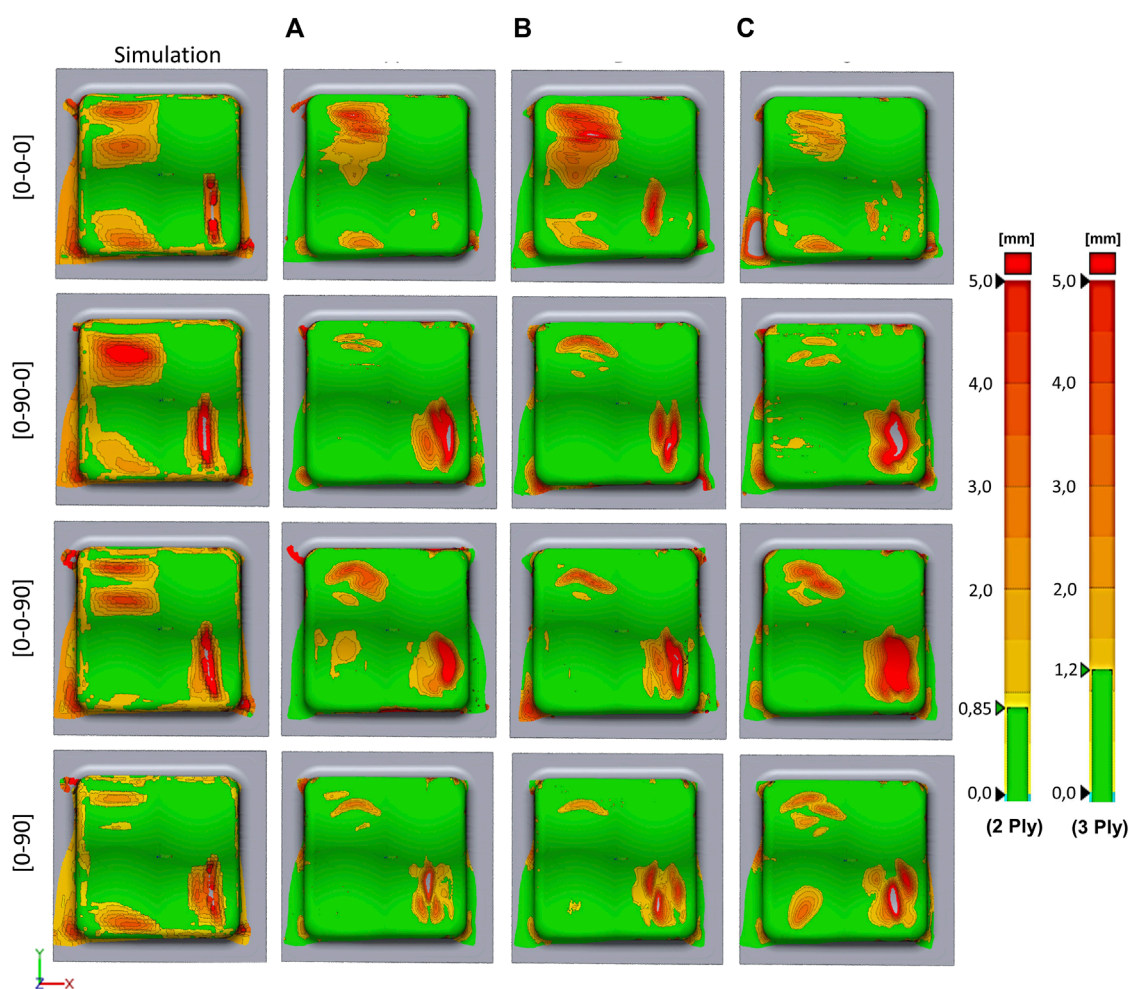 A B C
Simulation
[0-0-0]
[0-90-0]
[0-0-90]
[0-90]
[mm] [mm]
5,0 5,0
4,0 4,0
3,0 3,0
2,0 2,0
1,2
0,85
0,0 0,0
(2 Ply) (3 Ply)
Y
Z X